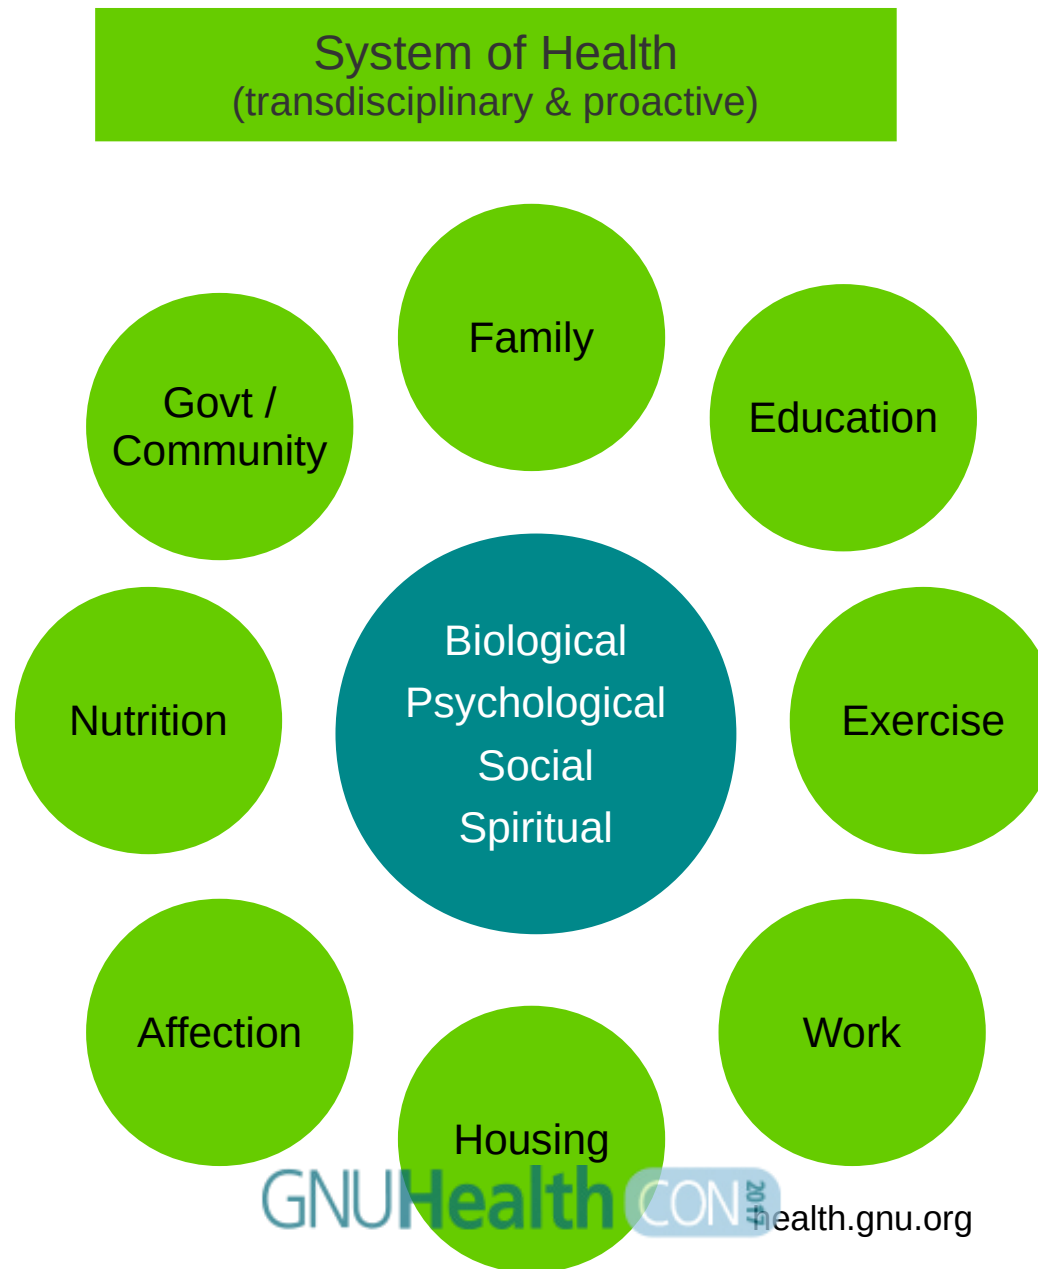 System of Health
(transdisciplinary & proactive)
Family
Govt /
Community
Education
Biological
Psychological
Social
Spiritual
Nutrition
Exercise
Affection
Work
Housing
GNUHealth CON
health.gnu.org